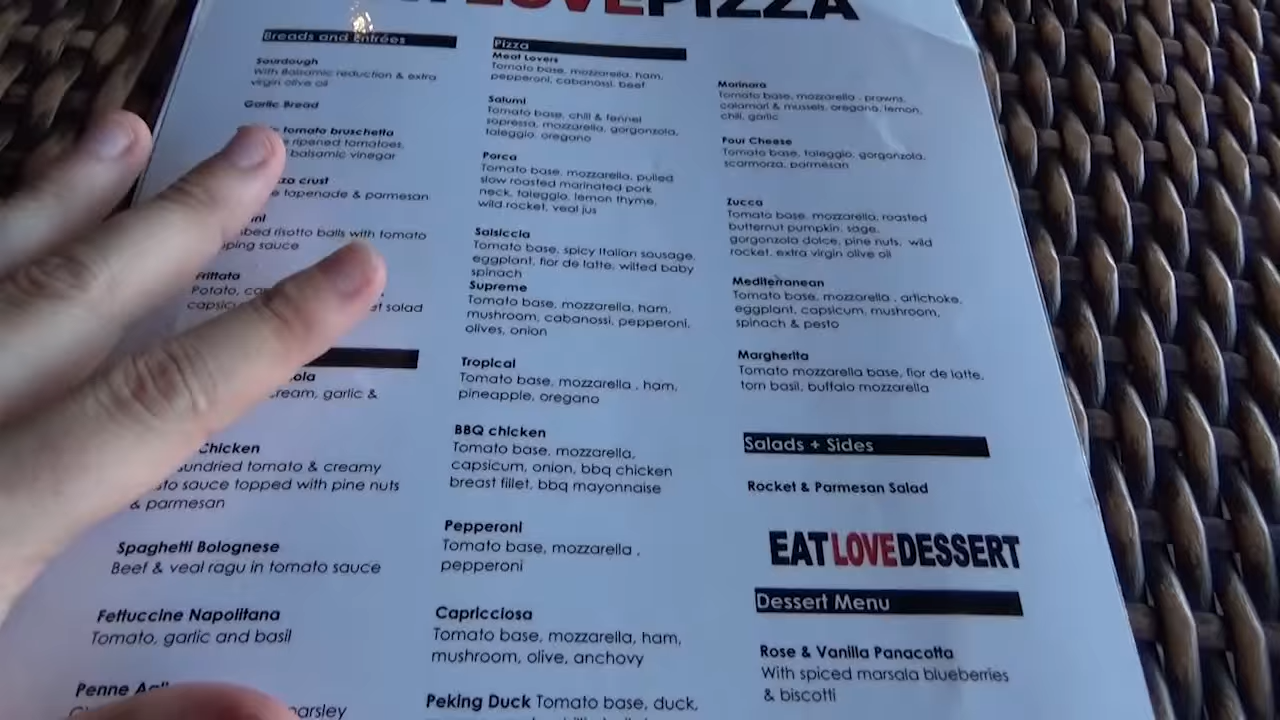 LOVEPIZZA
Breads and Entrées
Sourdough
With Balsamic reduction & extra
virgin olive oil
Garlic Bread
tomato bruschetta
ripened tomatoes,
balsamic vinegar
crust
tapenade & parmesan
risotto balls with tomato
sauce
Frittata
Potato,
salad
cream, garlic &
Chicken
sundried tomato & creamy
sauce topped with pine nuts
& parmesan
Spaghetti Bolognese
Beef & veal ragu in tomato sauce
Fettuccine Napolitana
Tomato, garlic and basil
Penne
parsley
Pizza
Meat Lovers
Tomato base, mozzarella, ham,
pepperoni, cabanossi, beef
Salumi
Tomato base, chili & fennel
sopressa, mozzarella, gorgonzola,
taleggio, oregano
Porca
Tomato base, mozzarella, pulled
slow roasted marinated pork
neck, taleggio, lemon thyme,
wild rocket, veal jus
Salsiccia
Tomato base, spicy Italian sausage,
eggplant, fior de latte, wilted baby
spinach
Supreme
Tomato base, mozzarella, ham,
mushroom, cabanossi, pepperoni,
olives, onion
Tropical
Tomato base, mozzarella , ham,
pineapple, oregano
BBQ chicken
Tomato base, mozzarella,
capsicum, onion, bbq chicken
breast fillet, bbq mayonnaise
Pepperoni
Tomato base, mozzarella ,
pepperoni
Capricciosa
Tomato base, mozzarella, ham,
mushroom, olive, anchovy
Peking Duck Tomato base, duck,
Marinara
Tomato base, mozzarella - prawns,
calamari & mussels, oregano, lemon,
chili, garlic
Four Cheese
Tomato base, taleggio, gorgonzola,
scarmorza, parmesan
Zucca
Tomato base, mozzarella, roasted
butternut pumpkin, sage,
gorgonzola dolce, pine nuts, wild
rocket, extra virgin olive oil
Mediterranean
Tomato base, mozzarella , artichoke,
eggplant, capsicum, mushroom,
spinach & pesto
Margherita
Tomato mozzarella base, fior de latte,
torn basil, buffalo mozzarella
Salads + Sides
Rocket & Parmesan Salad
EATLOVEDESSERT
Dessert Menu
Rose & Vanilla Panacotta
With spiced marsala blueberries
& biscotti